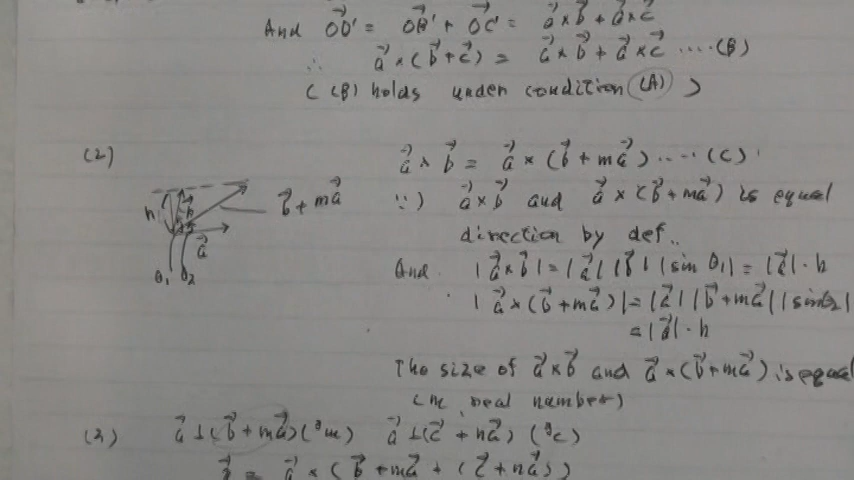 And OD⃗' = OB⃗' + OC⃗' = a⃗×b⃗ + a⃗×c⃗
∴ a⃗×(b⃗+c⃗) = a⃗×b⃗ + a⃗×c⃗ ....(B)
((B) holds under condition (A))
(2) a⃗×b⃗ = a⃗×(b⃗+ma⃗) ....(C)
∵) a⃗×b⃗ and a⃗×(b⃗+ma⃗) is equal
direction by def..
h b⃗ b⃗+ma⃗
a⃗
θ1 θ2
And |a⃗×b⃗| = |a⃗||b⃗||sin θ1| = |a⃗|·h
|a⃗×(b⃗+ma⃗)| = |a⃗||b⃗+ma⃗||sinθ2|
= |a⃗|·h
The size of a⃗×b⃗ and a⃗×(b⃗+ma⃗) is equal
(m real number)
a⃗⊥(b⃗+ma⃗) (∃m) a⃗⊥(c⃗+na⃗)
= a⃗×(b⃗+ma⃗+(c⃗+na⃗))